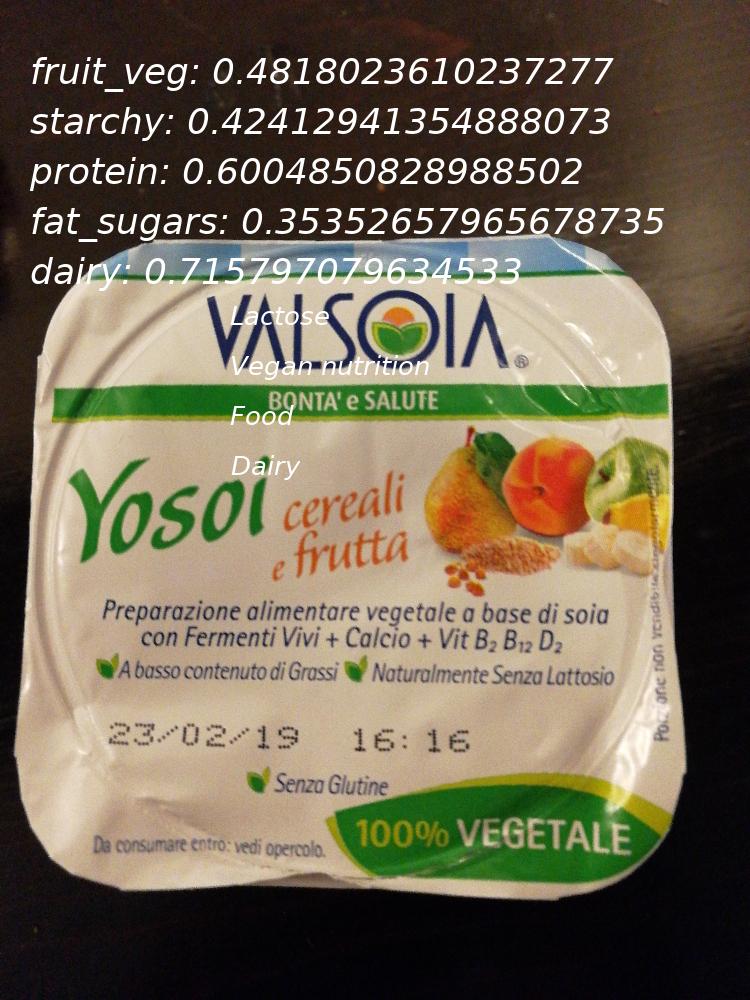 fruit_veg: 0.4818023610237277
starchy: 0.42412941354888073
protein: 0.6004850828988502
fat_sugars: 0.35352657965678735
dairy: 0.715797079634533
VALSOIA®
Lactose
Vegan nutrition
BONTA' e SALUTE
Food
Dairy
Yosoi cereali
e frutta
Preparazione alimentare vegetale a base di soia
con Fermenti Vivi + Calcio + Vit B₂ B₁₂ D₂
A basso contenuto di Grassi Naturalmente Senza Lattosio
23/02/19 16:16
Senza Glutine
100% VEGETALE
Da consumare entro: vedi opercolo.
non vendibile